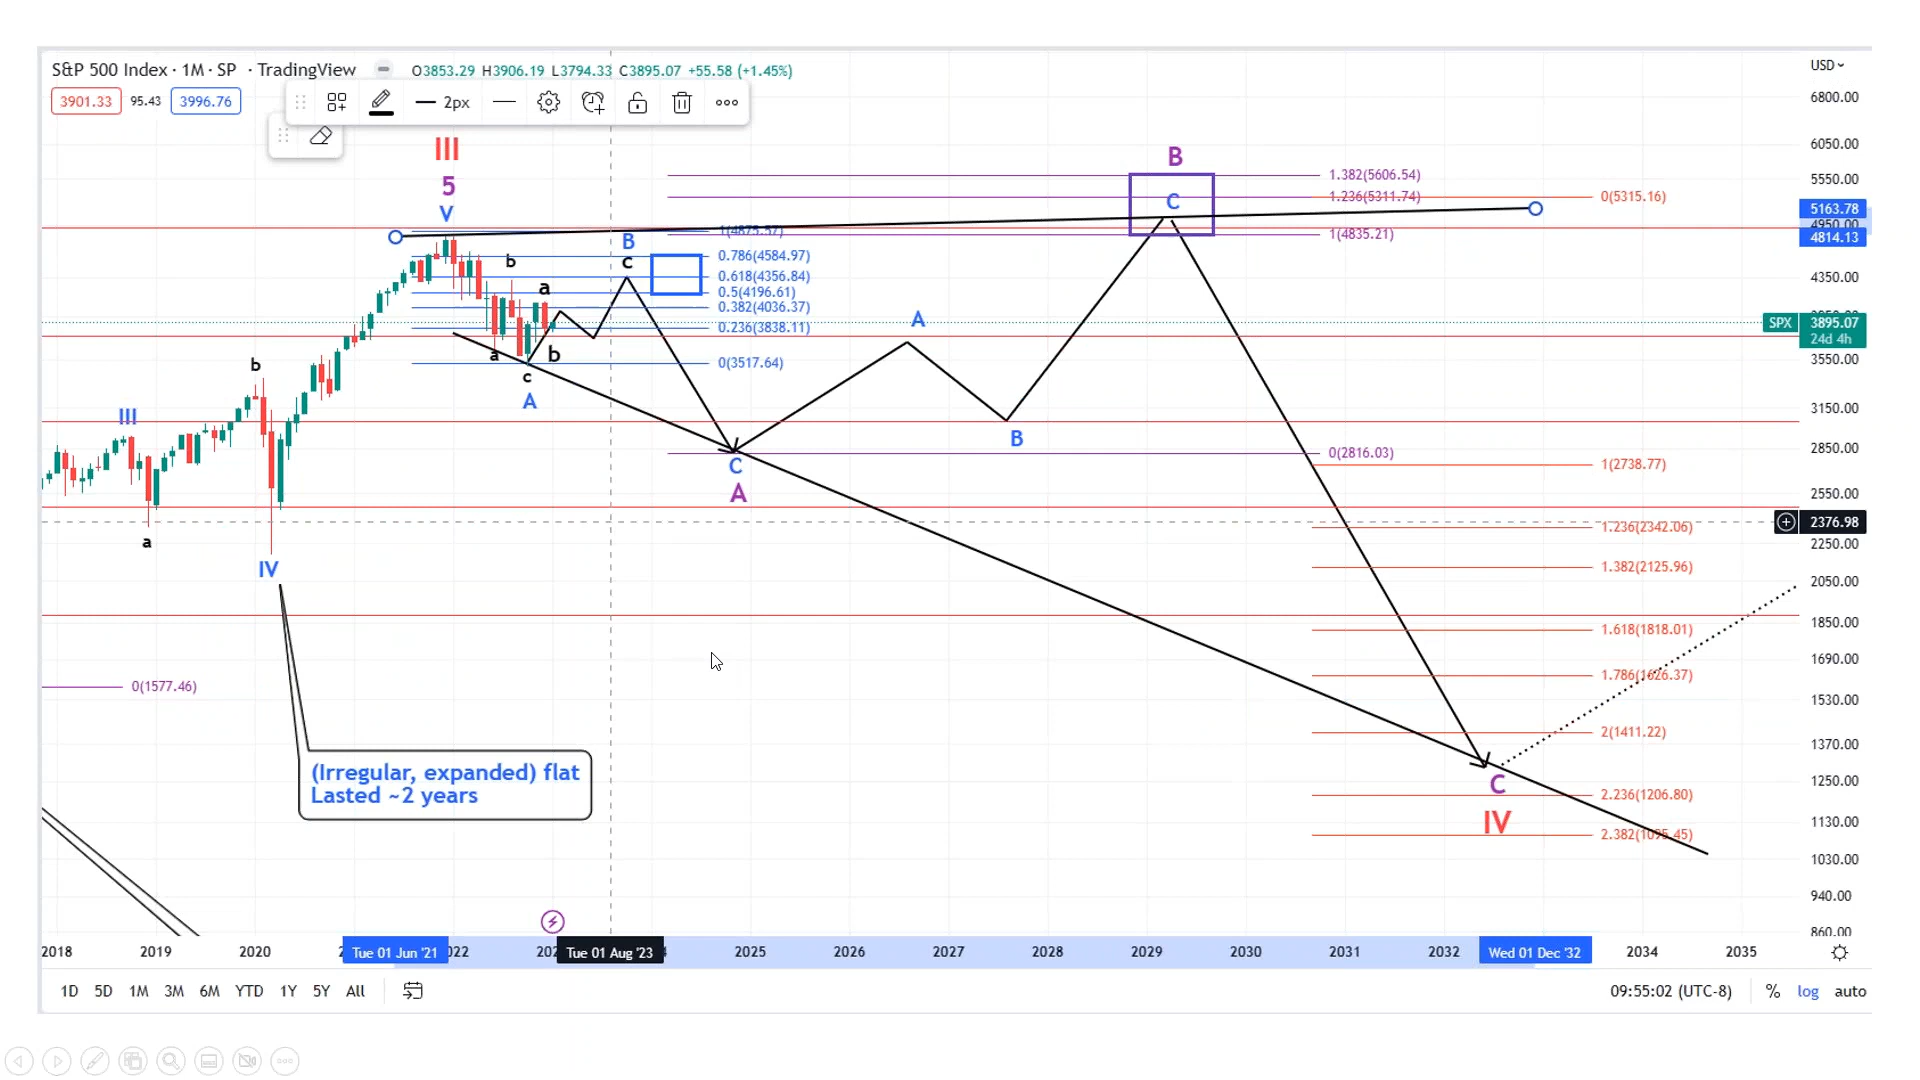 S&P 500 Index · 1M · SP · TradingView
O3853.29 H3906.19 L3794.33 C3895.07 +55.58 (+1.45%)
USD
3901.33 95.43 3996.76
2px
6800.00
6050.00
5550.00
5163.78
4950.00
4814.13
4350.00
SPX 3895.07
24d 4h
3550.00
3150.00
2850.00
2550.00
2376.98
2250.00
2050.00
1850.00
1690.00
1530.00
1370.00
1250.00
1130.00
1030.00
940.00
860.00
III
5
V
B
c
b
a
b
a
c
A
b
III
a
IV
1(4875.57)
0.786(4584.97)
0.618(4356.84)
0.5(4196.61)
0.382(4036.37)
0.236(3838.11)
0(3517.64)
B
C
1.382(5606.54)
1.236(5311.74)
1(4835.21)
0(5315.16)
A
B
C
A
0(2816.03)
1(2738.77)
1.236(2342.06)
1.382(2125.96)
1.618(1818.01)
1.786(1626.37)
2(1411.22)
2.236(1206.80)
2.382(1095.45)
C
IV
0(1577.46)
(Irregular, expanded) flat
Lasted ~2 years
2018 2019 2020 Tue 01 Jun '21 Tue 01 Aug '23 2025 2026 2027 2028 2029 2030 2031 2032 Wed 01 Dec '32 2034 2035
1D 5D 1M 3M 6M YTD 1Y 5Y All
09:55:02 (UTC-8) % log auto